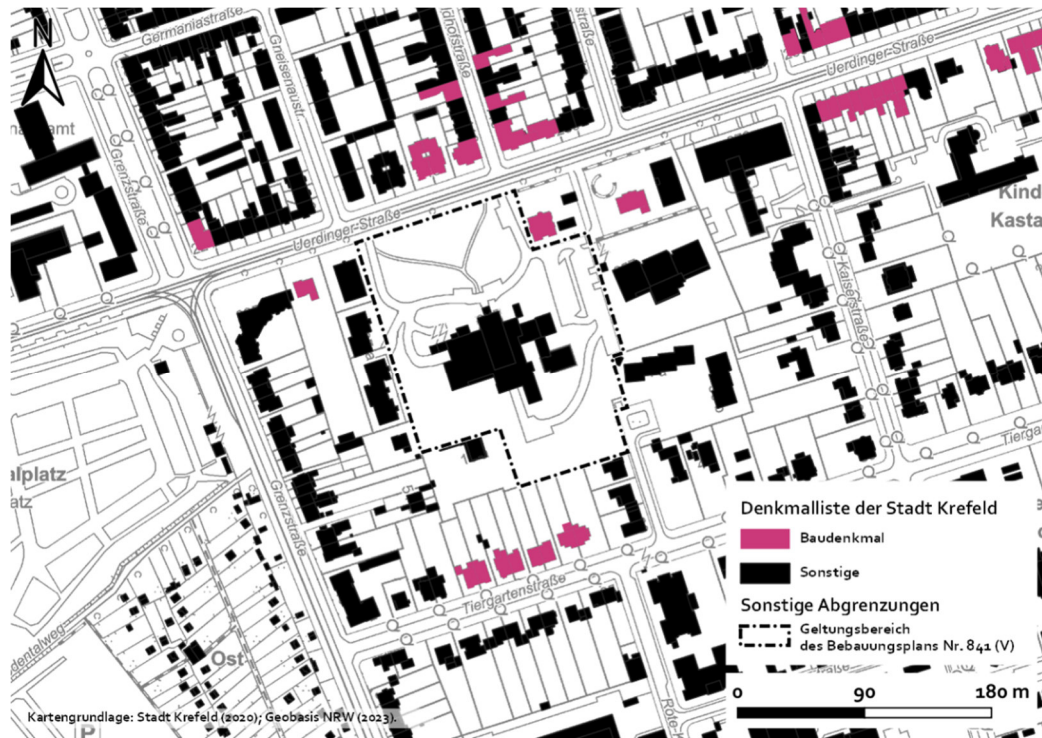 N
Germaniastraße
Gneisenaustr.
Uerdinger-Straße
Grenzstraße
Uerdinger-Straße
Kaiserstraße
Kind
Kasta
Tiergar
alplatz
atz
Grenzstraße
Tiergartenstraße
Ost
P
Denkmalliste der Stadt Krefeld
Baudenkmal
Sonstige
Sonstige Abgrenzungen
Geltungsbereich
des Bebauungsplans Nr. 841 (V)
0 90 180 m
Kartengrundlage: Stadt Krefeld (2020); Geobasis NRW (2023).